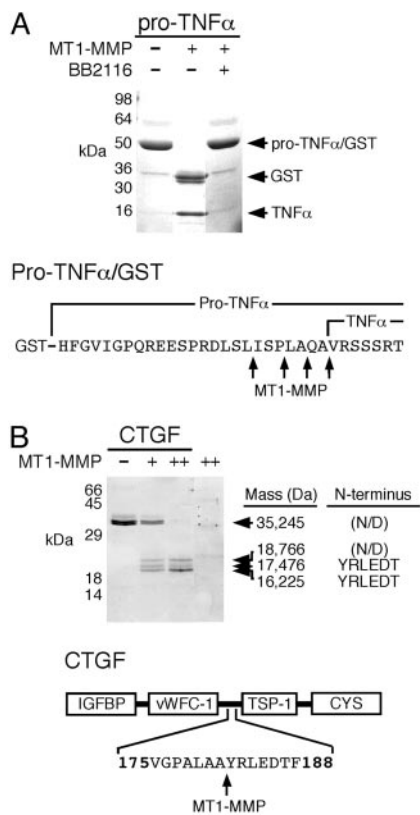 A
pro-TNFα
MT1-MMP – + +
BB2116 – – +
98
64
50
kDa
36
30
16
pro-TNFα/GST
GST
TNFα
Pro-TNFα/GST
Pro-TNFα
TNFα
GST–HFGVIGPQREESPRDLSLISPLAQAVRSSSRT
MT1-MMP
B
CTGF
MT1-MMP – + ++ ++
66
45
kDa
29
18
14
Mass (Da) N-terminus
35,245 (N/D)
18,766 (N/D)
17,476 YRLEDT
16,225 YRLEDT
CTGF
IGFBP vWFC-1 TSP-1 CYS
175VGPALAAYRLEDTF188
MT1-MMP